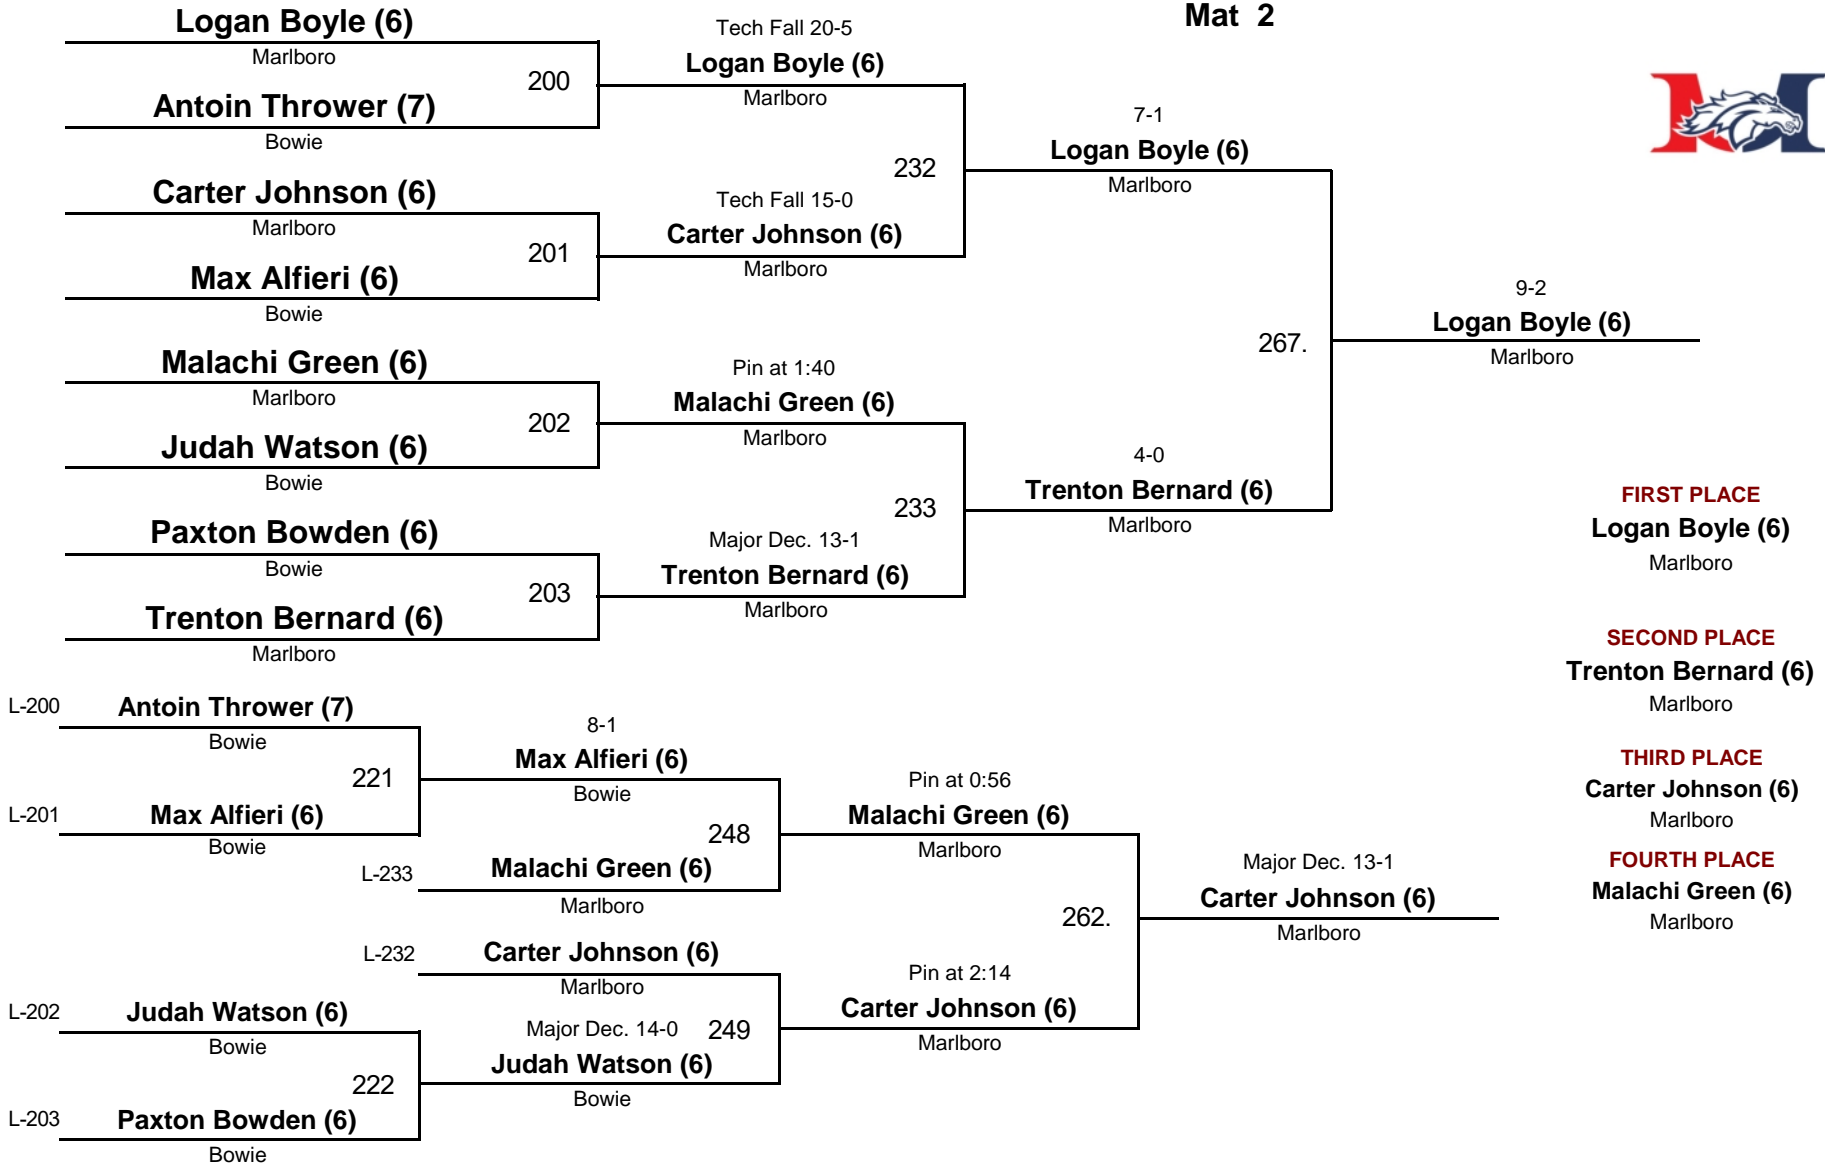 Mat 2
Logan Boyle (6)
Marlboro
200
Antoin Thrower (7)
Bowie
Carter Johnson (6)
Marlboro
201
Max Alfieri (6)
Bowie
Malachi Green (6)
Marlboro
202
Judah Watson (6)
Bowie
Paxton Bowden (6)
Bowie
203
Trenton Bernard (6)
Marlboro
Tech Fall 20-5
Logan Boyle (6)
Marlboro
232
Tech Fall 15-0
Carter Johnson (6)
Marlboro
Pin at 1:40
Malachi Green (6)
Marlboro
233
Major Dec. 13-1
Trenton Bernard (6)
Marlboro
7-1
Logan Boyle (6)
Marlboro
267.
4-0
Trenton Bernard (6)
Marlboro
9-2
Logan Boyle (6)
Marlboro
FIRST PLACE
Logan Boyle (6)
Marlboro
SECOND PLACE
Trenton Bernard (6)
Marlboro
THIRD PLACE
Carter Johnson (6)
Marlboro
FOURTH PLACE
Malachi Green (6)
Marlboro
L-200 Antoin Thrower (7)
Bowie
221
L-201 Max Alfieri (6)
Bowie
8-1
Max Alfieri (6)
Bowie
248
L-233 Malachi Green (6)
Marlboro
L-232 Carter Johnson (6)
Marlboro
249
Major Dec. 14-0
Judah Watson (6)
Bowie
L-202 Judah Watson (6)
Bowie
222
L-203 Paxton Bowden (6)
Bowie
Pin at 0:56
Malachi Green (6)
Marlboro
262.
Pin at 2:14
Carter Johnson (6)
Marlboro
Major Dec. 13-1
Carter Johnson (6)
Marlboro
M